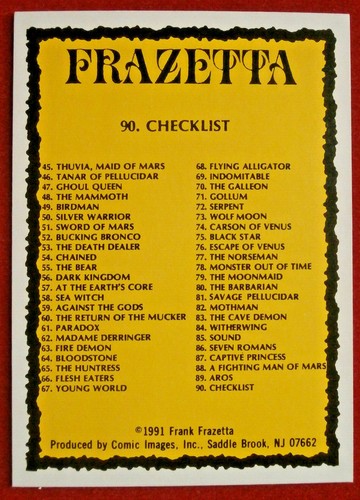 FRAZETTA
90. CHECKLIST
45. THUVIA, MAID OF MARS
46. TANAR OF PELLUCIDAR
47. GHOUL QUEEN
48. THE MAMMOTH
49. BIRDMAN
50. SILVER WARRIOR
51. SWORD OF MARS
52. BUCKING BRONCO
53. THE DEATH DEALER
54. CHAINED
55. THE BEAR
56. DARK KINGDOM
57. AT THE EARTH'S CORE
58. SEA WITCH
59. AGAINST THE GODS
60. THE RETURN OF THE MUCKER
61. PARADOX
62. MADAME DERRINGER
63. FIRE DEMON
64. BLOODSTONE
65. THE HUNTRESS
66. FLESH EATERS
67. YOUNG WORLD
68. FLYING ALLIGATOR
69. INDOMITABLE
70. THE GALLEON
71. GOLLUM
72. SERPENT
73. WOLF MOON
74. CARSON OF VENUS
75. BLACK STAR
76. ESCAPE OF VENUS
77. THE NORSEMAN
78. MONSTER OUT OF TIME
79. THE MOONMAID
80. THE BARBARIAN
81. SAVAGE PELLUCIDAR
82. MOTHMAN
83. THE CAVE DEMON
84. WITHERWING
85. SOUND
86. SEVEN ROMANS
87. CAPTIVE PRINCESS
88. A FIGHTING MAN OF MARS
89. AROS
90. CHECKLIST
©1991 Frank Frazetta
Produced by Comic Images, Inc., Saddle Brook, NJ 07662